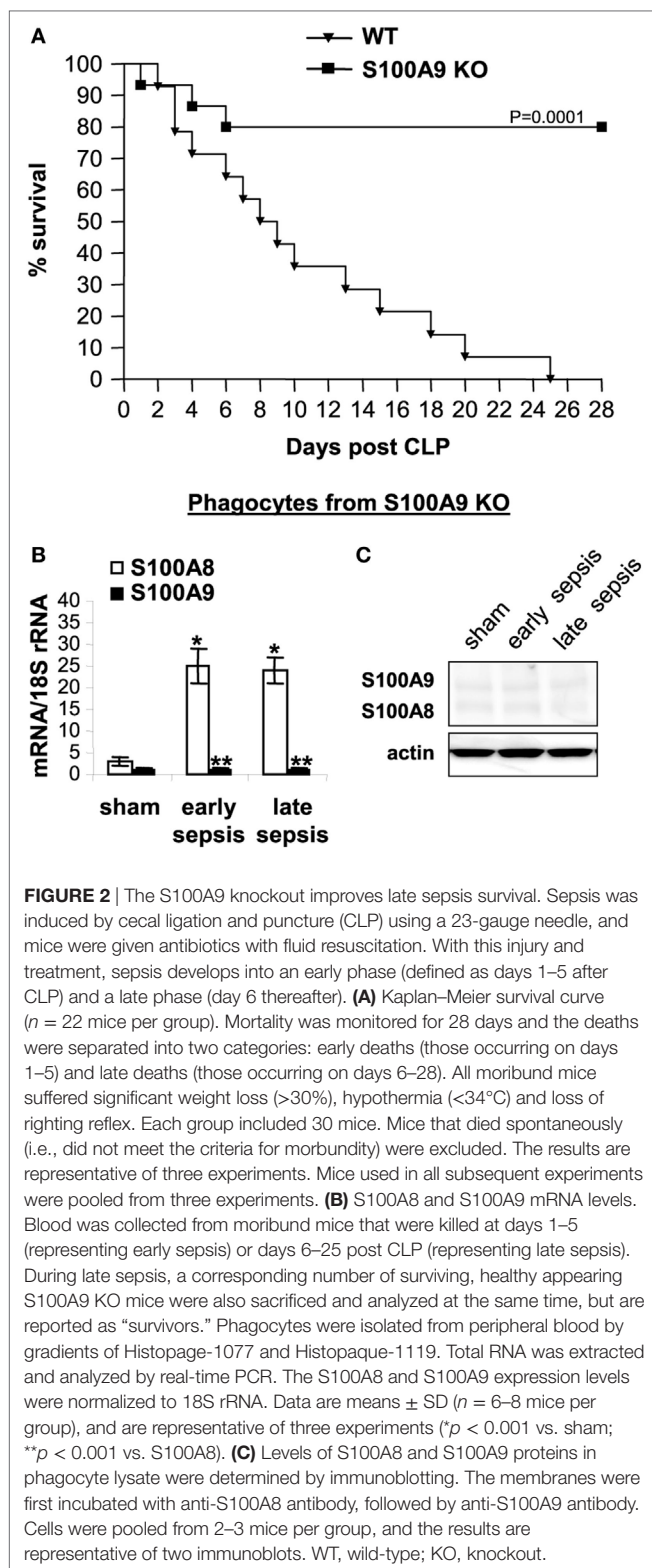 A
WT
S100A9 KO
100
90
80
70
60
50
40
30
20
10
0
% survival
P=0.0001
0 2 4 6 8 10 12 14 16 18 20 22 24 26 28
Days post CLP
Phagocytes from S100A9 KO
B
S100A8
S100A9
40
35
30
25
20
15
10
5
0
mRNA/18S rRNA
* *
** **
sham early sepsis late sepsis
C
sham early sepsis late sepsis
S100A9
S100A8
actin
FIGURE 2 | The S100A9 knockout improves late sepsis survival. Sepsis was
induced by cecal ligation and puncture (CLP) using a 23-gauge needle, and
mice were given antibiotics with fluid resuscitation. With this injury and
treatment, sepsis develops into an early phase (defined as days 1–5 after
CLP) and a late phase (day 6 thereafter). (A) Kaplan–Meier survival curve
(n = 22 mice per group). Mortality was monitored for 28 days and the deaths
were separated into two categories: early deaths (those occurring on days
1–5) and late deaths (those occurring on days 6–28). All moribund mice
suffered significant weight loss (>30%), hypothermia (<34°C) and loss of
righting reflex. Each group included 30 mice. Mice that died spontaneously
(i.e., did not meet the criteria for morbundity) were excluded. The results are
representative of three experiments. Mice used in all subsequent experiments
were pooled from three experiments. (B) S100A8 and S100A9 mRNA levels.
Blood was collected from moribund mice that were killed at days 1–5
(representing early sepsis) or days 6–25 post CLP (representing late sepsis).
During late sepsis, a corresponding number of surviving, healthy appearing
S100A9 KO mice were also sacrificed and analyzed at the same time, but are
reported as “survivors.” Phagocytes were isolated from peripheral blood by
gradients of Histopage-1077 and Histopaque-1119. Total RNA was extracted
and analyzed by real-time PCR. The S100A8 and S100A9 expression levels
were normalized to 18S rRNA. Data are means ± SD (n = 6–8 mice per
group), and are representative of three experiments (*p < 0.001 vs. sham;
**p < 0.001 vs. S100A8). (C) Levels of S100A8 and S100A9 proteins in
phagocyte lysate were determined by immunoblotting. The membranes were
first incubated with anti-S100A8 antibody, followed by anti-S100A9 antibody.
Cells were pooled from 2–3 mice per group, and the results are
representative of two immunoblots. WT, wild-type; KO, knockout.